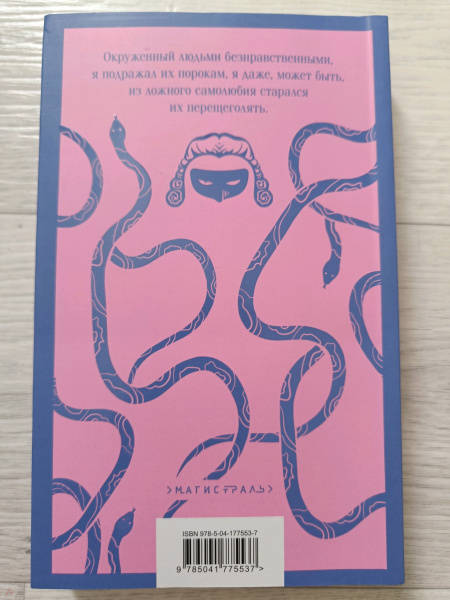 Окруженный людьми безнравственными,
я подражал их порокам, я даже, может быть,
из ложного самолюбия старался
их перещеголять.
›МАГИСТРАЛЬ›
ISBN 978-5-04-177553-7
9 785041 775537>